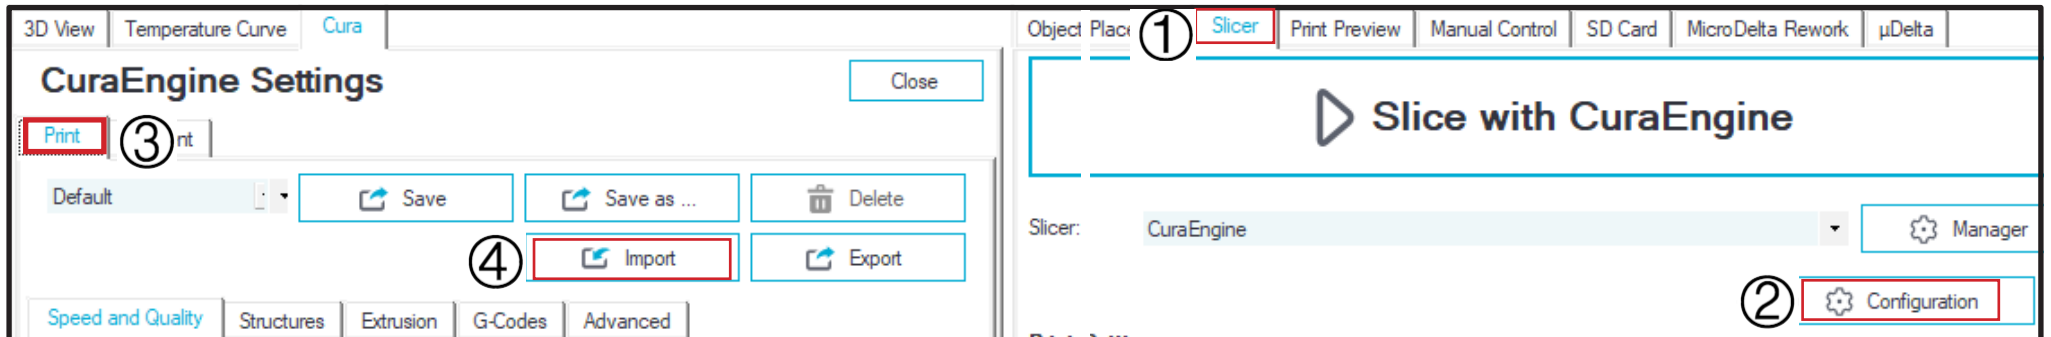 3D View Temperature Curve Cura
CuraEngine Settings Close
Print ③ nt
Default Save Save as ... Delete
④ Import Export
Speed and Quality Structures Extrusion G-Codes Advanced
Object Place ① Slicer Print Preview Manual Control SD Card MicroDelta Rework µDelta
Slice with CuraEngine
Slicer: CuraEngine Manager
② Configuration